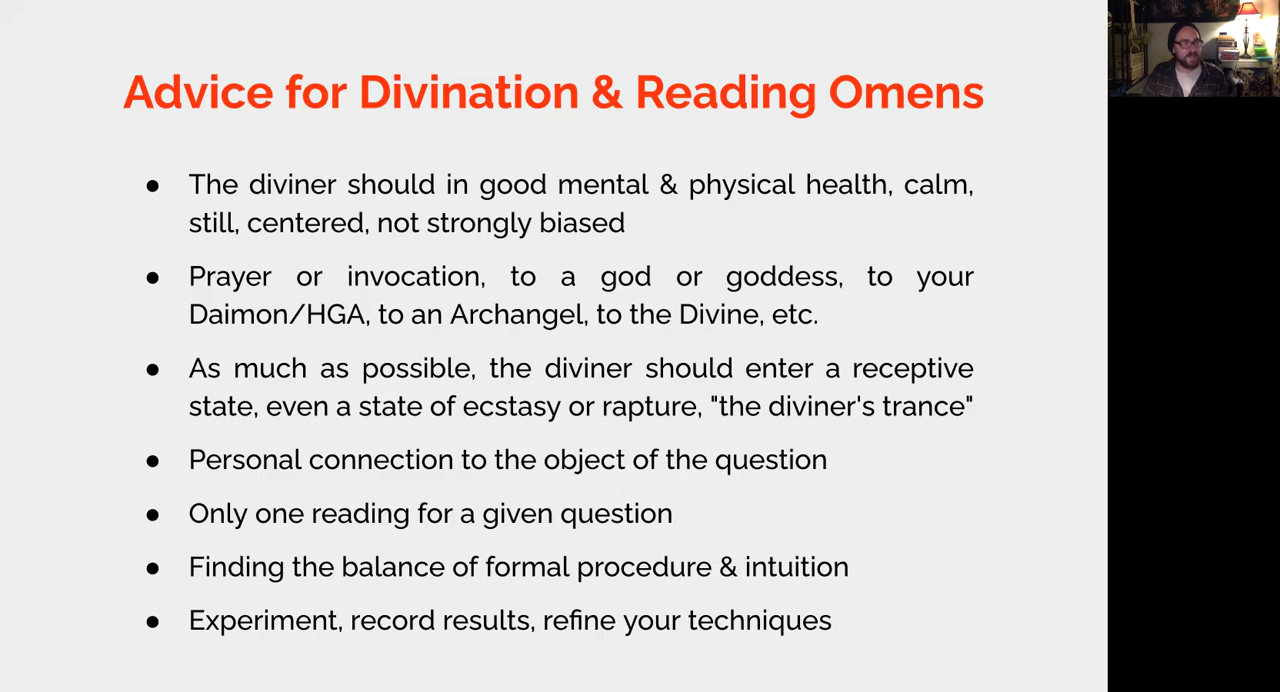 Advice for Divination & Reading Omens
● The diviner should in good mental & physical health, calm,
still, centered, not strongly biased
● Prayer or invocation, to a god or goddess, to your
Daimon/HGA, to an Archangel, to the Divine, etc.
● As much as possible, the diviner should enter a receptive
state, even a state of ecstasy or rapture, "the diviner's trance"
● Personal connection to the object of the question
● Only one reading for a given question
● Finding the balance of formal procedure & intuition
● Experiment, record results, refine your techniques